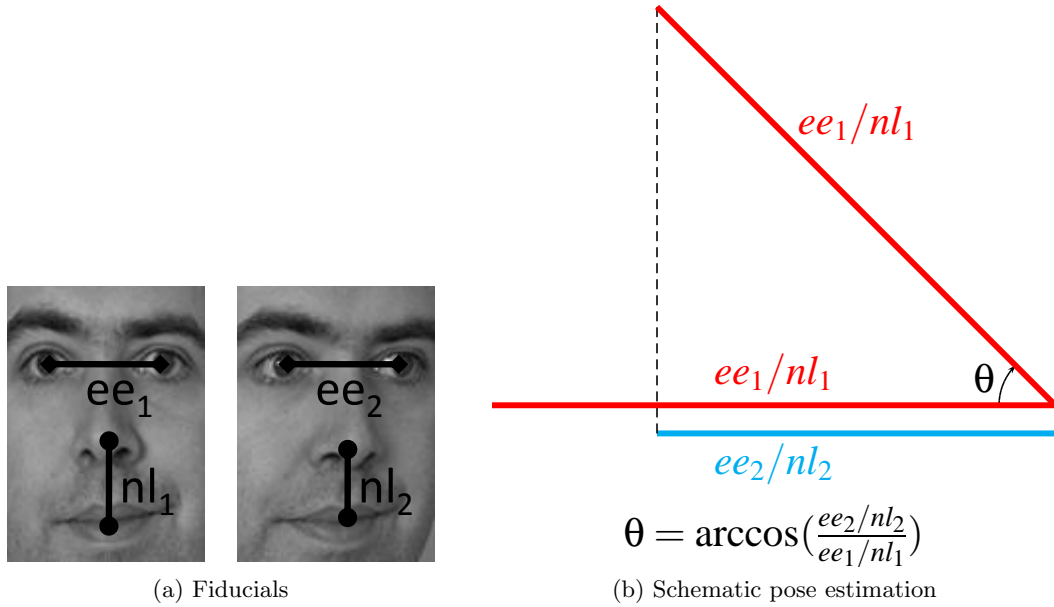 ee₁
nl₁
ee₂
nl₂
(a) Fiducials
ee₁/nl₁
θ
ee₁/nl₁
ee₂/nl₂
θ = arccos(\frac{ee₂/nl₂}{ee₁/nl₁})
(b) Schematic pose estimation